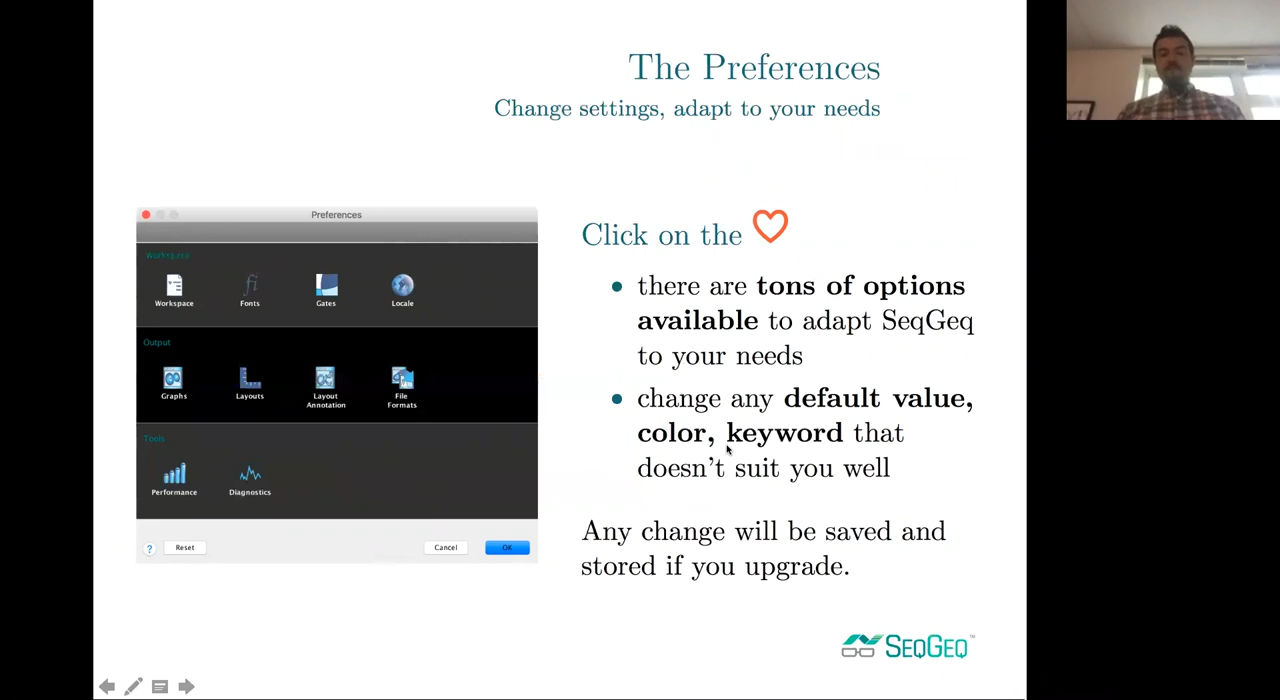 The Preferences
Change settings, adapt to your needs
Preferences
Workspace
Workspace
Fonts
Gates
Locale
Output
Graphs
Layouts
Layout
Annotation
File
Formats
Tools
Performance
Diagnostics
?
Reset
Cancel
OK
Click on the
• there are tons of options
available to adapt SeqGeq
to your needs
• change any default value,
color, keyword that
doesn't suit you well
Any change will be saved and
stored if you upgrade.
SEQGEQ™